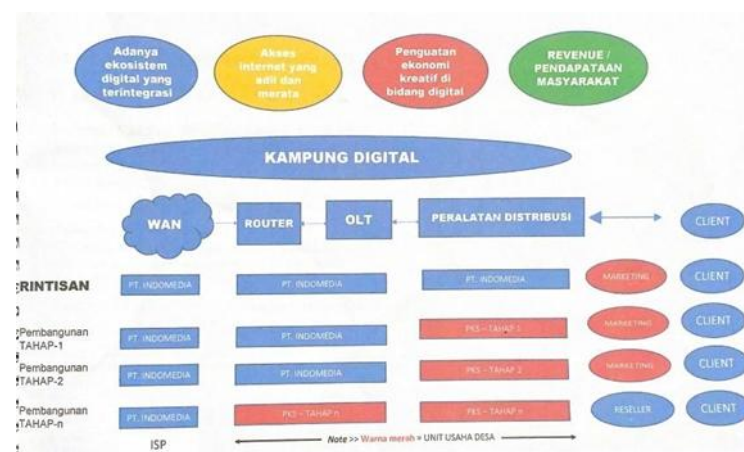 Adanya
ekosistem
digital yang
terintegrasi
Akses
internet yang
adil dan
merata
Penguatan
ekonomi
kreatif di
bidang digital
REVENUE /
PENDAPATAAN
MASYARAKAT
KAMPUNG DIGITAL
WAN
ROUTER
OLT
PERALATAN DISTRIBUSI
CLIENT
RINTISAN
PT. INDOMEDIA
PT. INDOMEDIA
PT. INDOMEDIA
MARKETING
CLIENT
Pembangunan
TAHAP-1
PT. INDOMEDIA
PT. INDOMEDIA
PKS – TAHAP 1
MARKETING
CLIENT
Pembangunan
TAHAP-2
PT. INDOMEDIA
PT. INDOMEDIA
PKS – TAHAP 2
MARKETING
CLIENT
Pembangunan
TAHAP-n
PT. INDOMEDIA
PKS – TAHAP n
PKS – TAHAP n
RESELLER
CLIENT
ISP
Note >> Warna merah = UNIT USAHA DESA